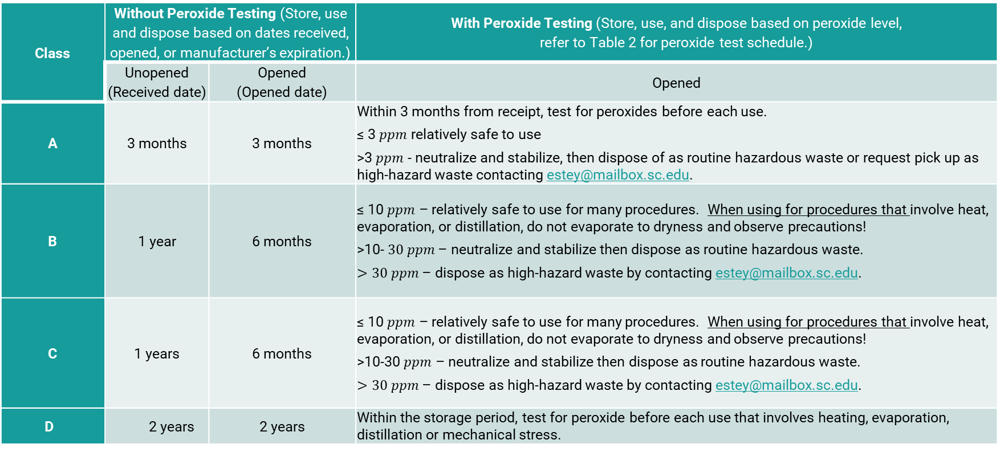 Class
Without Peroxide Testing (Store, use
and dispose based on dates received,
opened, or manufacturer’s expiration.)
With Peroxide Testing (Store, use, and dispose based on peroxide level,
refer to Table 2 for peroxide test schedule.)
Unopened
(Received date)
Opened
(Opened date)
Opened
A
3 months
3 months
Within 3 months from receipt, test for peroxides before each use.
≤ 3 ppm relatively safe to use
>3 ppm - neutralize and stabilize, then dispose of as routine hazardous waste or request pick up as
high-hazard waste contacting estey@mailbox.sc.edu.
B
1 year
6 months
≤ 10 ppm – relatively safe to use for many procedures. When using for procedures that involve heat,
evaporation, or distillation, do not evaporate to dryness and observe precautions!
>10- 30 ppm – neutralize and stabilize then dispose as routine hazardous waste.
> 30 ppm – dispose as high-hazard waste by contacting estey@mailbox.sc.edu.
C
1 years
6 months
≤ 10 ppm – relatively safe to use for many procedures. When using for procedures that involve heat,
evaporation, or distillation, do not evaporate to dryness and observe precautions!
>10-30 ppm – neutralize and stabilize then dispose as routine hazardous waste.
> 30 ppm – dispose as high-hazard waste by contacting estey@mailbox.sc.edu.
D
2 years
2 years
Within the storage period, test for peroxide before each use that involves heating, evaporation,
distillation or mechanical stress.